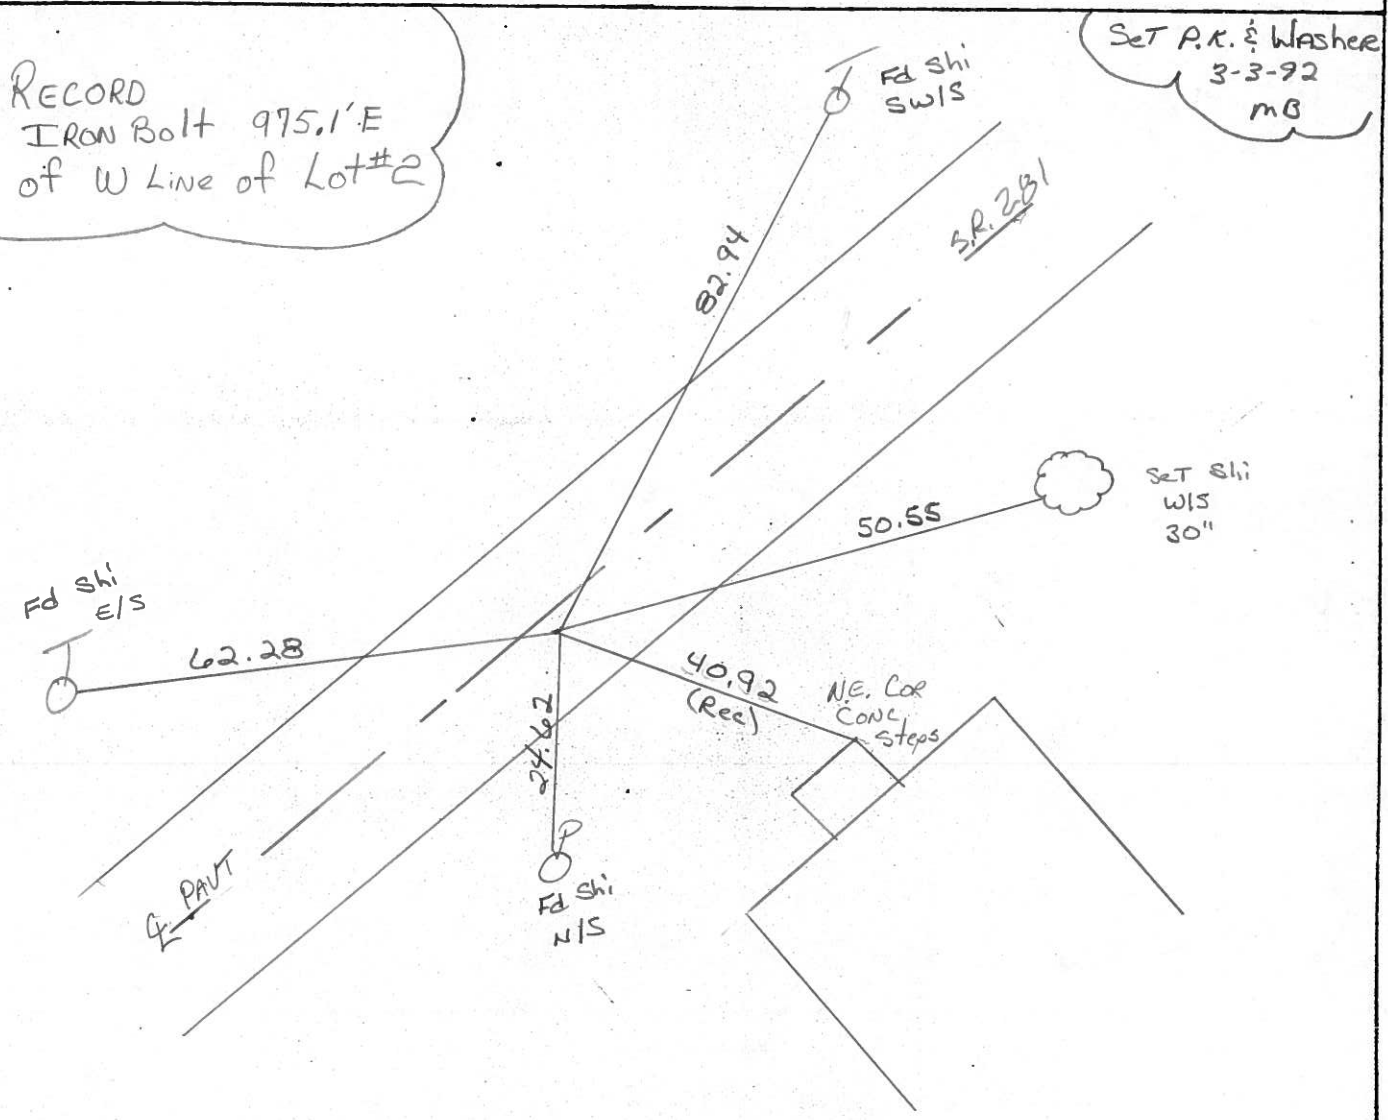 RECORD
IRON Bolt 975.1' E
of W Line of Lot #2
Set P.K. & Washer
3-3-92
MB
Fd Shi
SW/S
S.R. 281
82.94
50.55
Set Shi
W/S
30"
Fd Shi
E/S
62.28
40.92
(Rec)
N.E. Cor
Conc
Steps
24.62
P
Fd Shi
N/S
℄ PAVT